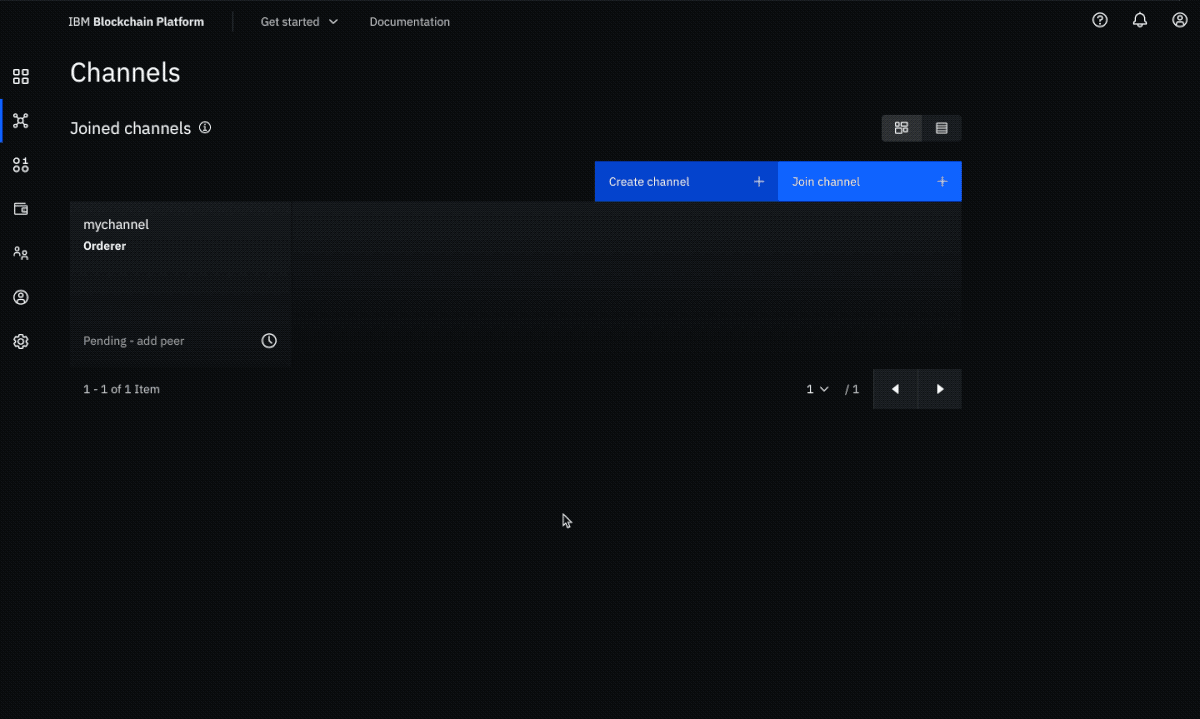 IBM Blockchain Platform
Get started
Documentation
Channels
Joined channels
Create channel
Join channel
mychannel
Orderer
Pending - add peer
1 - 1 of 1 Item
1
/ 1